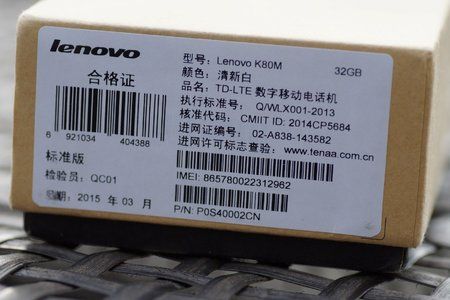 lenovo
合格证
6 921034 404388
标准版
检验员: QC01
日期: 2015 年 03 月
型号: Lenovo K80M 32GB
颜色: 清新白
品名: TD-LTE 数字移动电话机
执行标准号: Q/WLX001-2013
核准代码: CMIIT ID: 2014CP5684
进网证编号: 02-A838-143582
进网许可标志查验: www.tenaa.com.cn
IMEI: 865780022312962
P/N: P0S40002CN